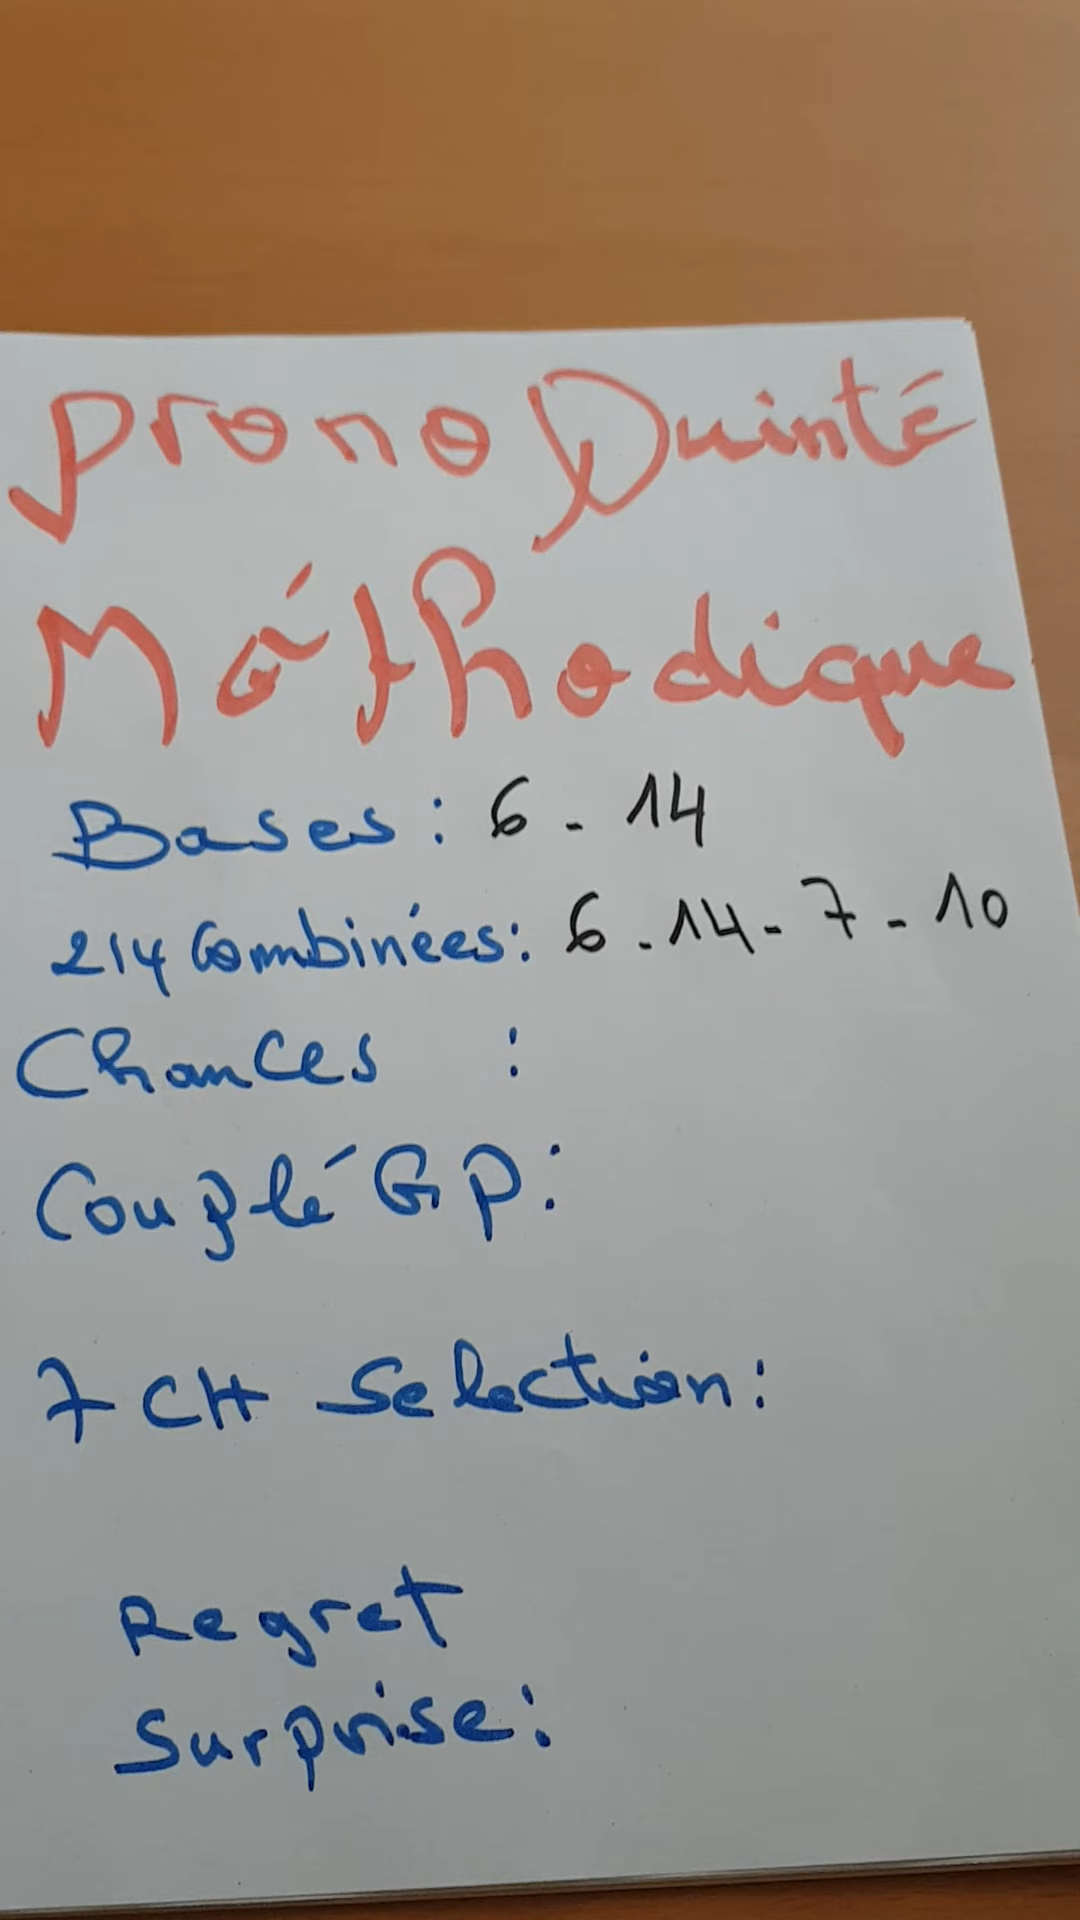 Prono Quinté
Máthodique
Bases : 6 - 14
2/4 Combinées : 6 - 14 - 7 - 10
Chances :
Couplé GP :
7 CH Selection :
Regret
Surprise :